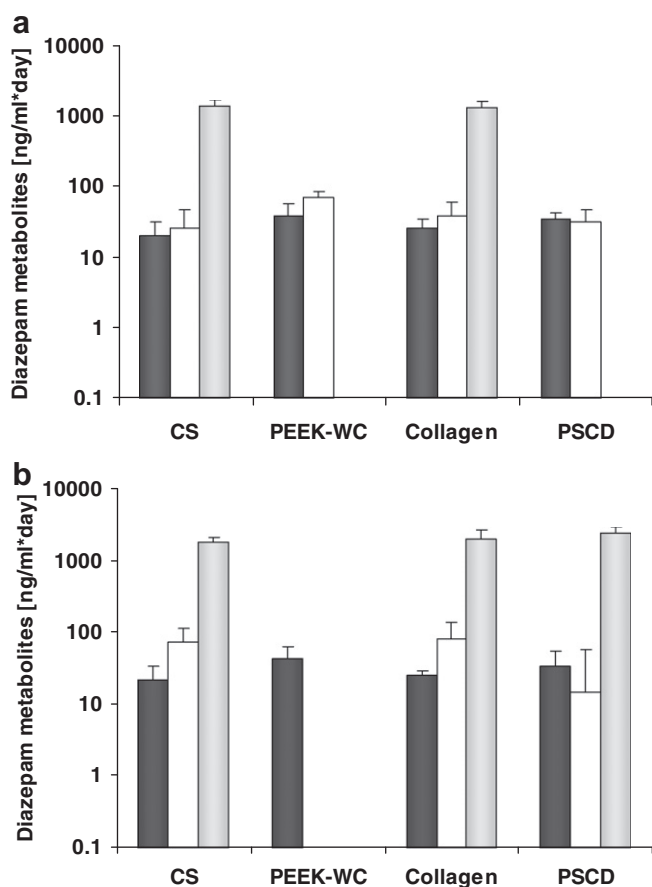 a
Diazepam metabolites [ng/ml*day]
10000
1000
100
10
1
0.1
CS PEEK-WC Collagen PSCD
b
Diazepam metabolites [ng/ml*day]
10000
1000
100
10
1
0.1
CS PEEK-WC Collagen PSCD